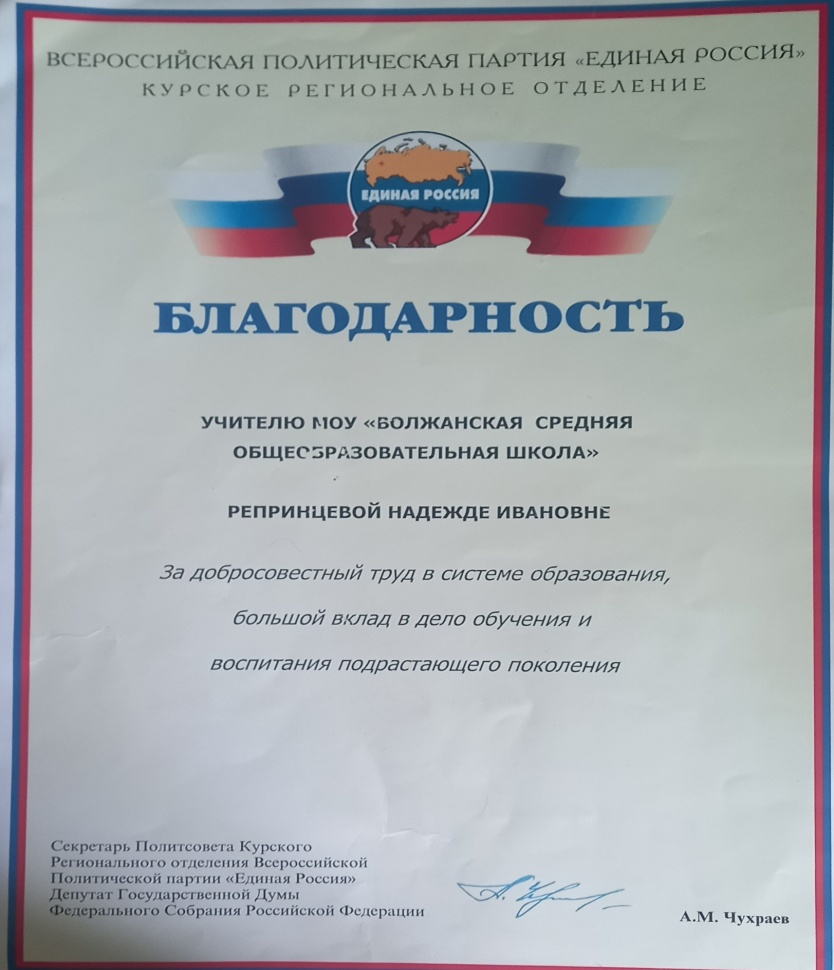 ВСЕРОССИЙСКАЯ ПОЛИТИЧЕСКАЯ ПАРТИЯ «ЕДИНАЯ РОССИЯ»
КУРСКОЕ РЕГИОНАЛЬНОЕ ОТДЕЛЕНИЕ
ЕДИНАЯ РОССИЯ
БЛАГОДАРНОСТЬ
УЧИТЕЛЮ МОУ «БОЛЖАНСКАЯ СРЕДНЯЯ
ОБЩЕОБРАЗОВАТЕЛЬНАЯ ШКОЛА»
РЕПРИНЦЕВОЙ НАДЕЖДЕ ИВАНОВНЕ
За добросовестный труд в системе образования,
большой вклад в дело обучения и
воспитания подрастающего поколения
Секретарь Политсовета Курского
Регионального отделения Всероссийской
Политической партии «Единая Россия»
Депутат Государственной Думы
Федерального Собрания Российской Федерации
А.М. Чухраев